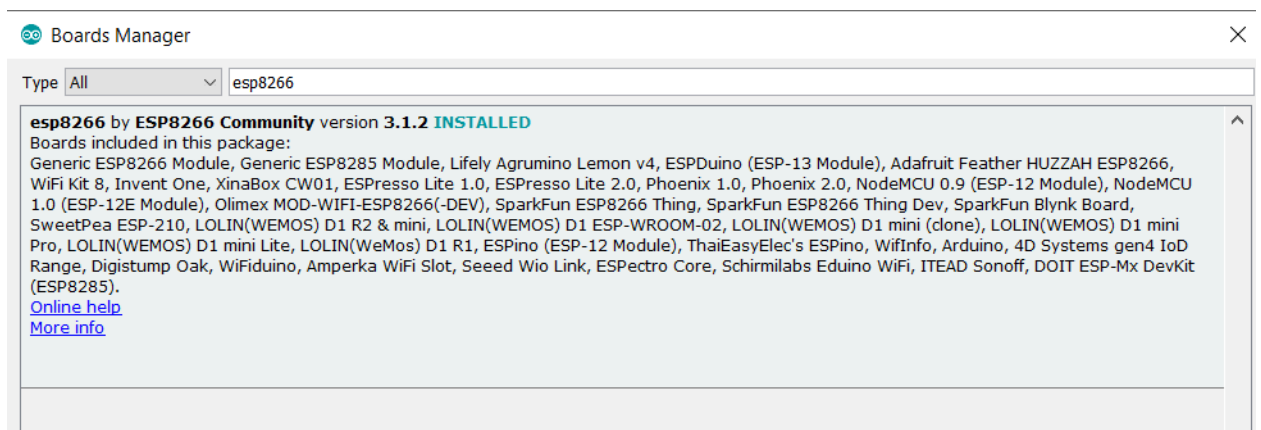 Boards Manager
Type All esp8266
esp8266 by ESP8266 Community version 3.1.2 INSTALLED
Boards included in this package:
Generic ESP8266 Module, Generic ESP8285 Module, Lifely Agrumino Lemon v4, ESPDuino (ESP-13 Module), Adafruit Feather HUZZAH ESP8266,
WiFi Kit 8, Invent One, XinaBox CW01, ESPresso Lite 1.0, ESPresso Lite 2.0, Phoenix 1.0, Phoenix 2.0, NodeMCU 0.9 (ESP-12 Module), NodeMCU
1.0 (ESP-12E Module), Olimex MOD-WIFI-ESP8266(-DEV), SparkFun ESP8266 Thing, SparkFun ESP8266 Thing Dev, SparkFun Blynk Board,
SweetPea ESP-210, LOLIN(WEMOS) D1 R2 & mini, LOLIN(WEMOS) D1 ESP-WROOM-02, LOLIN(WEMOS) D1 mini (clone), LOLIN(WEMOS) D1 mini
Pro, LOLIN(WEMOS) D1 mini Lite, LOLIN(WeMos) D1 R1, ESPino (ESP-12 Module), ThaiEasyElec's ESPino, WifInfo, Arduino, 4D Systems gen4 IoD
Range, Digistump Oak, WiFiduino, Amperka WiFi Slot, Seeed Wio Link, ESPectro Core, Schirmilabs Eduino WiFi, ITEAD Sonoff, DOIT ESP-Mx DevKit
(ESP8285).
Online help
More info